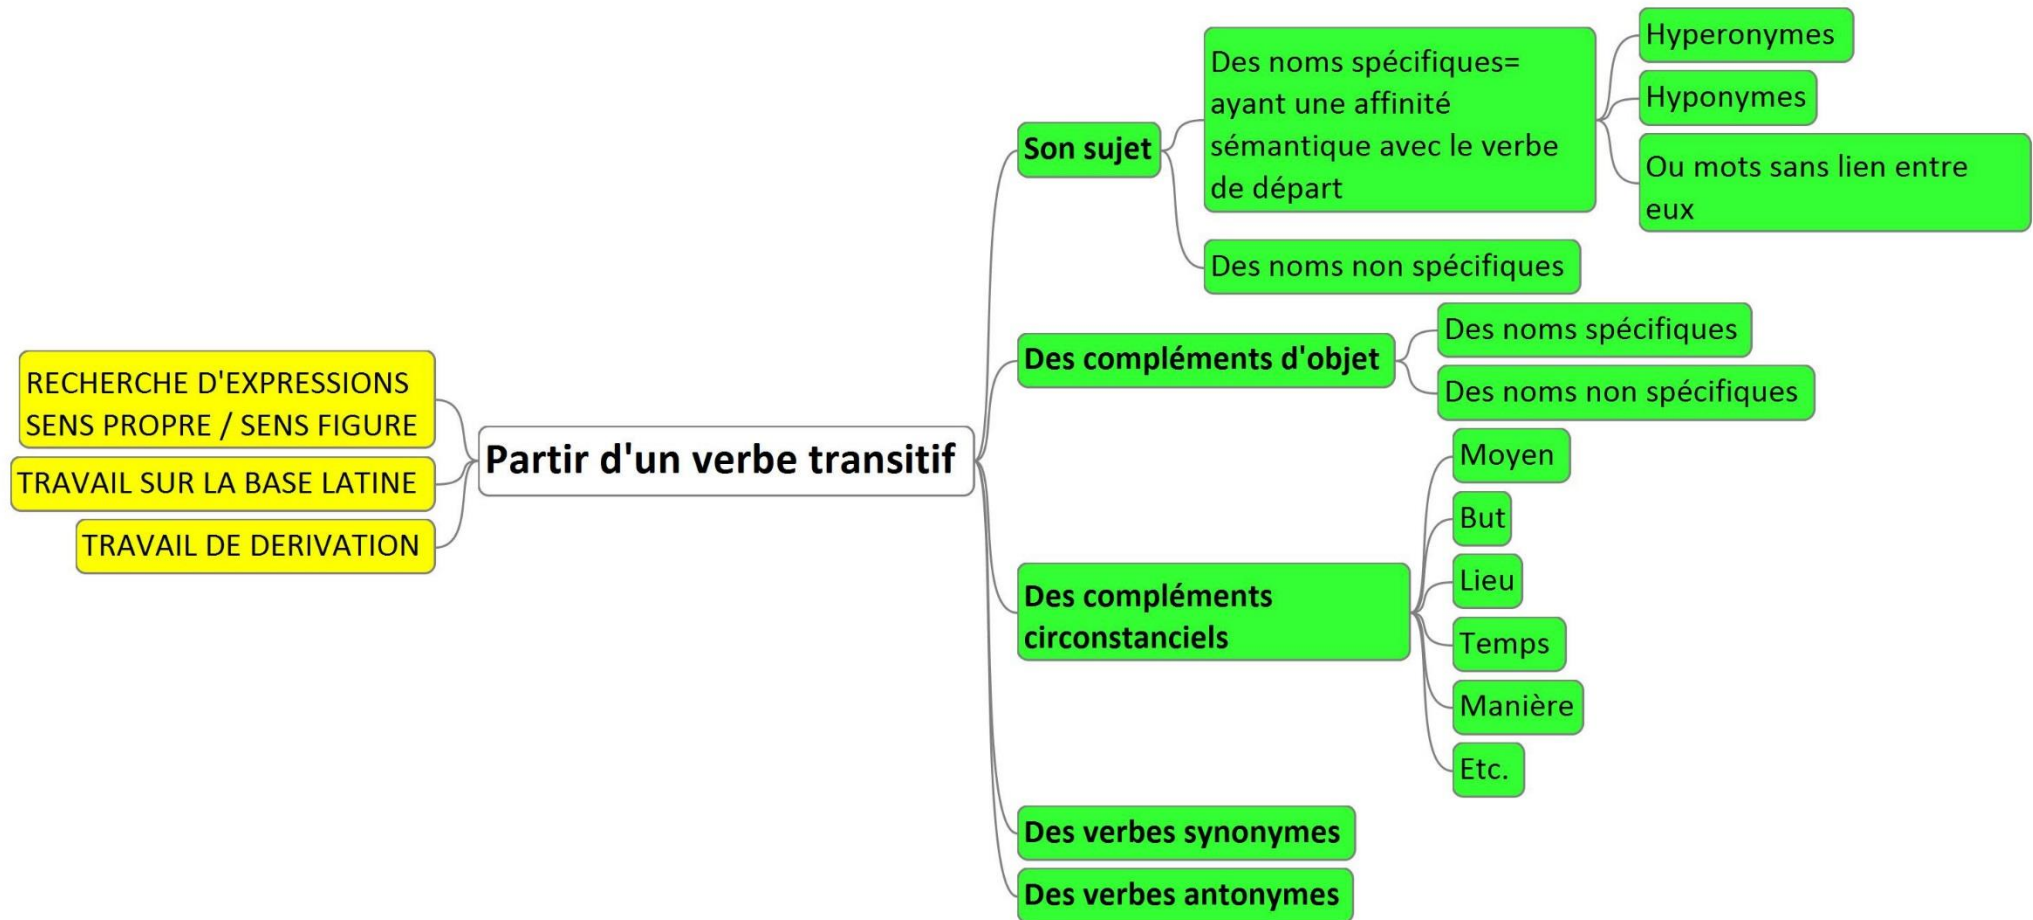 Partir d'un verbe transitif
RECHERCHE D'EXPRESSIONS
SENS PROPRE / SENS FIGURE
TRAVAIL SUR LA BASE LATINE
TRAVAIL DE DERIVATION
Son sujet
Des noms spécifiques=
ayant une affinité
sémantique avec le verbe
de départ
Hyperonymes
Hyponymes
Ou mots sans lien entre
eux
Des noms non spécifiques
Des compléments d'objet
Des noms spécifiques
Des noms non spécifiques
Des compléments
circonstanciels
Moyen
But
Lieu
Temps
Manière
Etc.
Des verbes synonymes
Des verbes antonymes